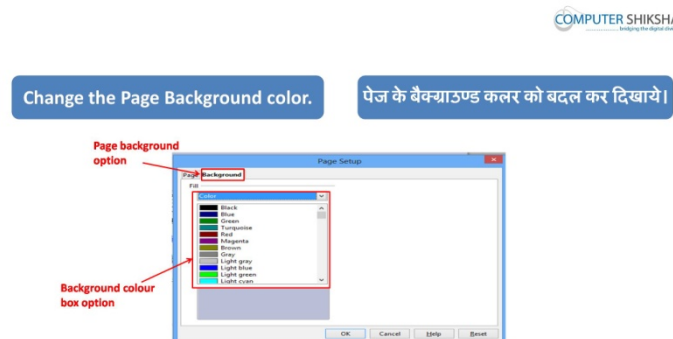 COMPUTER SHIKSHA
bridging the digital
Change the Page Background color.
पेज के बैकग्राउण्ड कलर को बदल कर दिखाये।
Page background
option
Page Setup
Page Background
Fill
Color
Black
Blue
Green
Turquoise
Red
Magenta
Brown
Gray
Light gray
Light blue
Light green
Light cyan
Background colour
box option
OK Cancel Help Reset